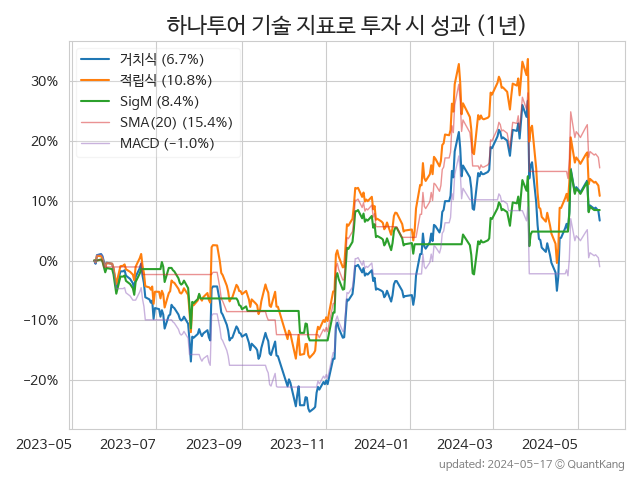 하나투어 기술 지표로 투자 시 성과 (1년)
거치식 (6.7%)
적립식 (10.8%)
SigM (8.4%)
SMA(20) (15.4%)
MACD (−1.0%)
30%
20%
10%
0%
−10%
−20%
2023-05 2023-07 2023-09 2023-11 2024-01 2024-03 2024-05
updated: 2024-05-17 © QuantKang